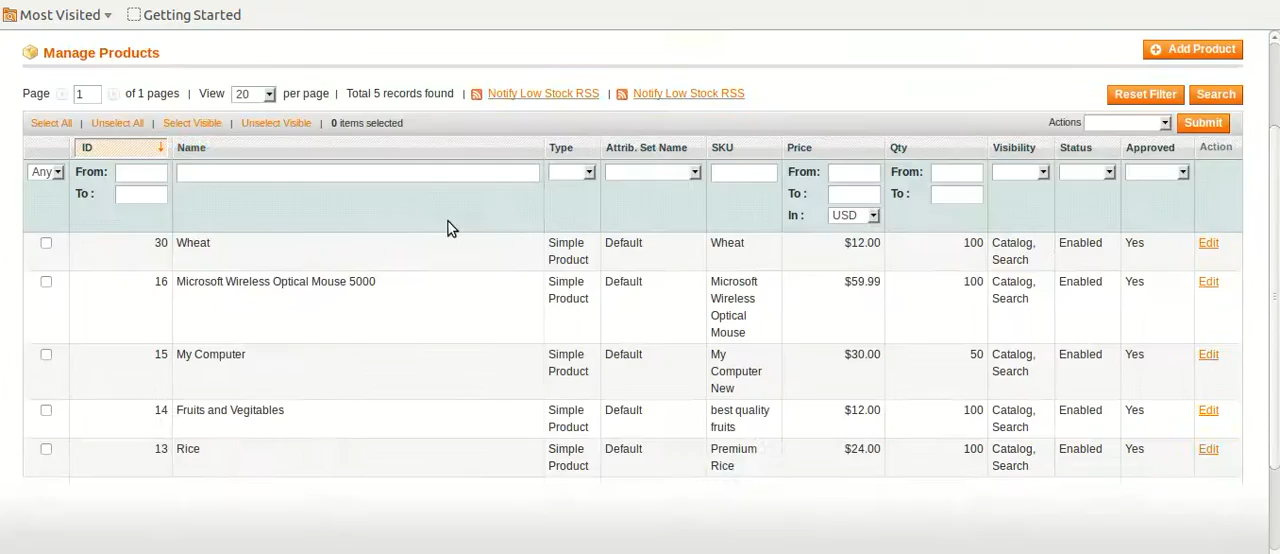 Most Visited Getting Started
Manage Products Add Product
Page 1 of 1 pages | View 20 per page | Total 5 records found | Notify Low Stock RSS | Notify Low Stock RSS Reset Filter Search
Select All | Unselect All | Select Visible | Unselect Visible | 0 items selected Actions Submit
ID Name Type Attrib. Set Name SKU Price Qty Visibility Status Approved Action
Any From: From: From:
To : To : To :
In : USD
30 Wheat Simple Default Wheat $12.00 100 Catalog, Enabled Yes Edit
Product Search
16 Microsoft Wireless Optical Mouse 5000 Simple Default Microsoft $59.99 100 Catalog, Enabled Yes Edit
Product Wireless Search
Optical
Mouse
15 My Computer Simple Default My $30.00 50 Catalog, Enabled Yes Edit
Product Computer Search
New
14 Fruits and Vegitables Simple Default best quality $12.00 100 Catalog, Enabled Yes Edit
Product fruits Search
13 Rice Simple Default Premium $24.00 100 Catalog, Enabled Yes Edit
Product Rice Search